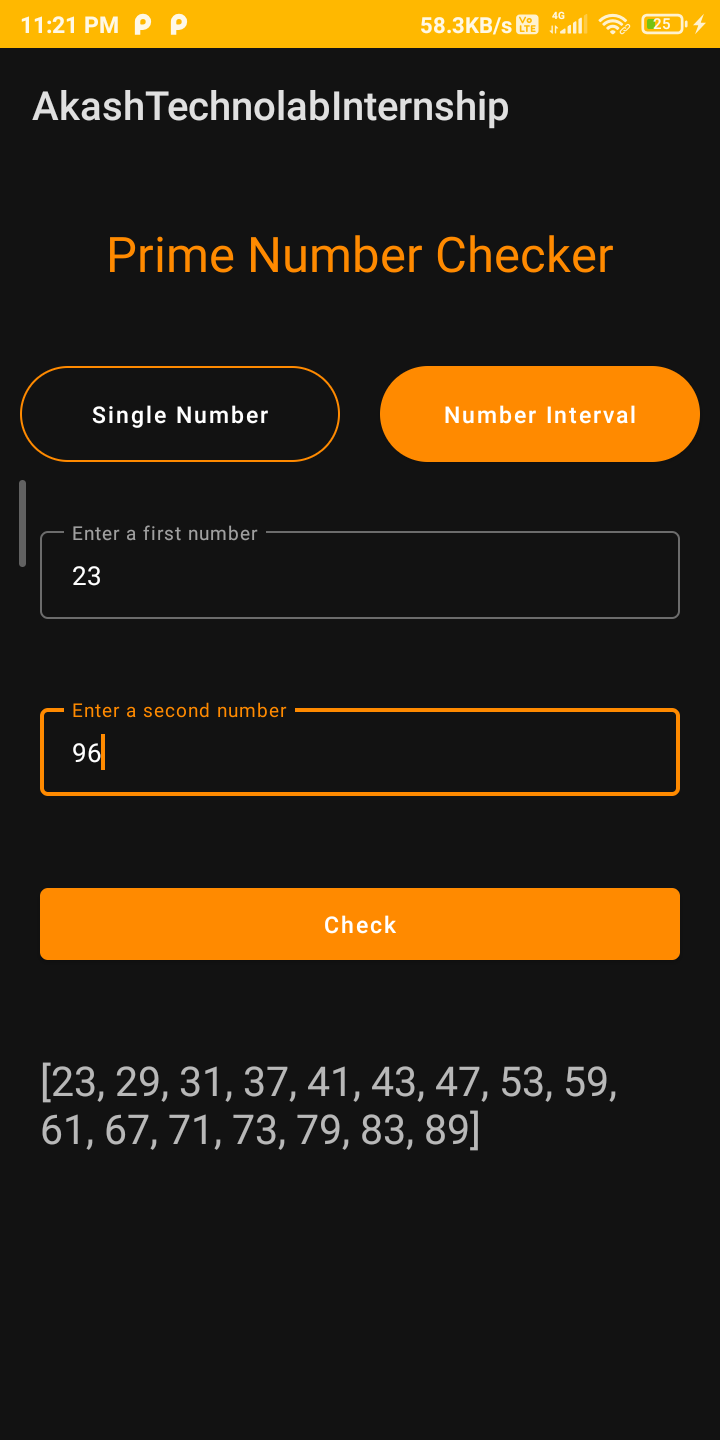 11:21 PM 58.3KB/s Vo LTE 4G 25
AkashTechnolabInternship
Prime Number Checker
Single Number Number Interval
Enter a first number
23
Enter a second number
96
Check
[23, 29, 31, 37, 41, 43, 47, 53, 59,
61, 67, 71, 73, 79, 83, 89]